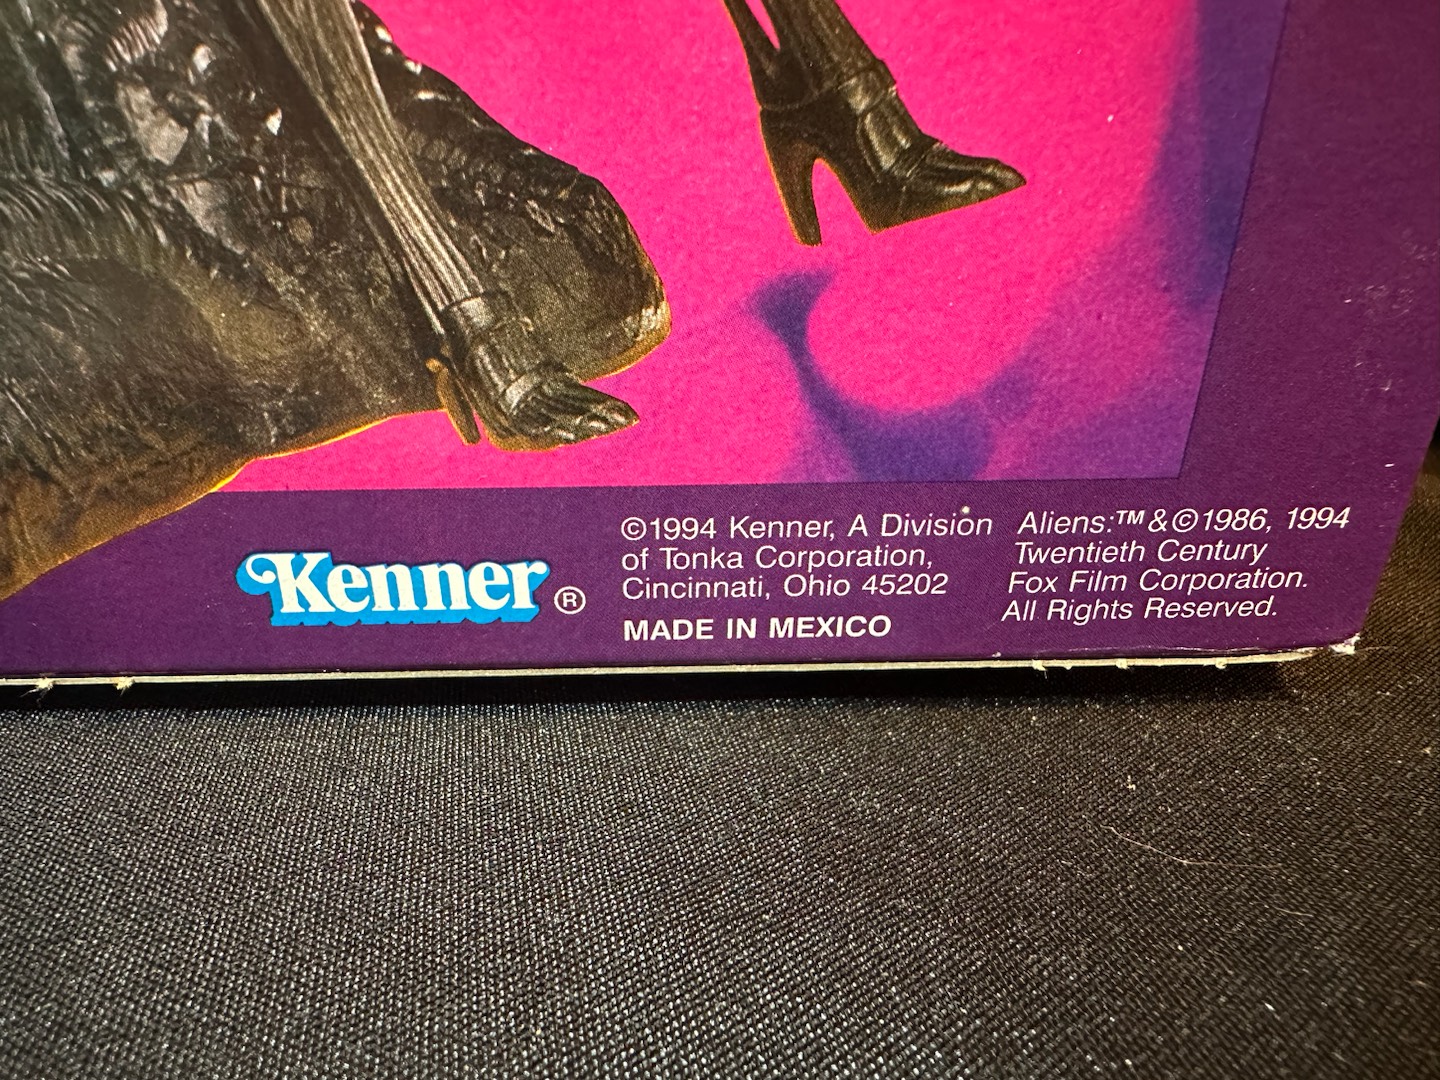 Kenner®
©1994 Kenner, A Division
of Tonka Corporation,
Cincinnati, Ohio 45202
MADE IN MEXICO
Aliens:™&©1986, 1994
Twentieth Century
Fox Film Corporation.
All Rights Reserved.